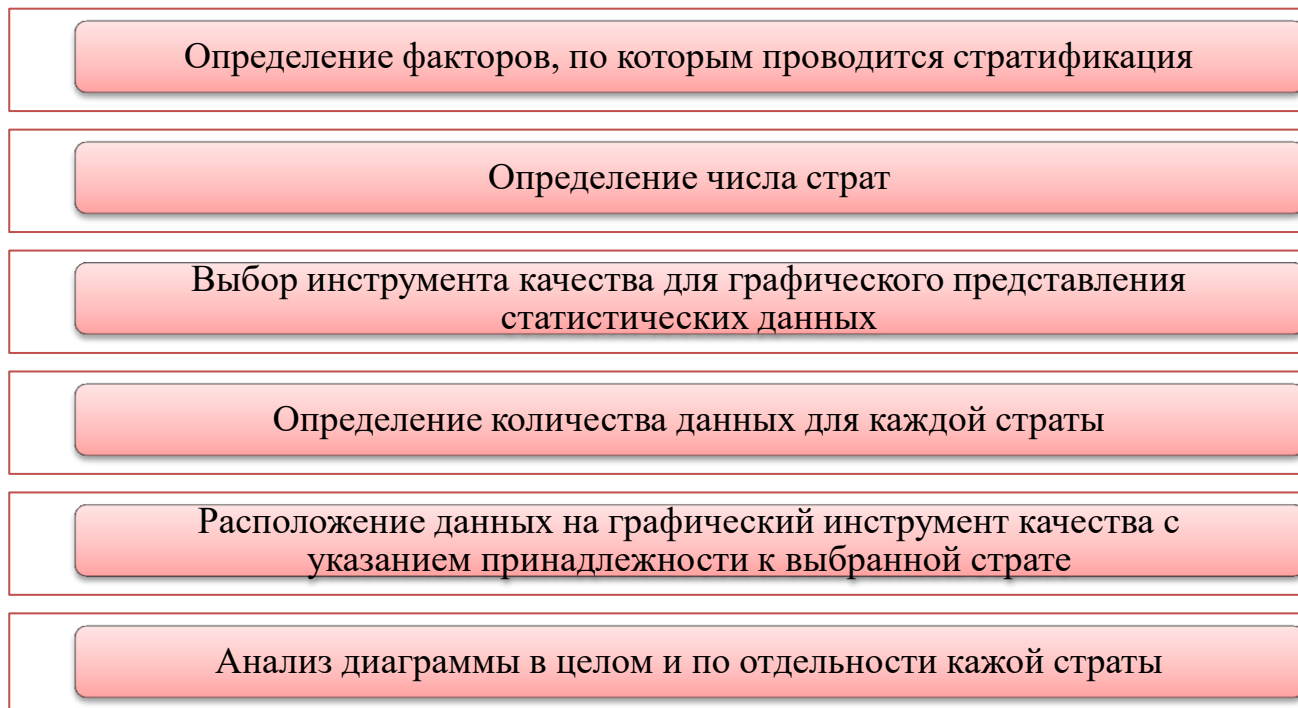 Определение факторов, по которым проводится стратификация
Определение числа страт
Выбор инструмента качества для графического представления
статистических данных
Определение количества данных для каждой страты
Расположение данных на графический инструмент качества с
указанием принадлежности к выбранной страте
Анализ диаграммы в целом и по отдельности кажой страты